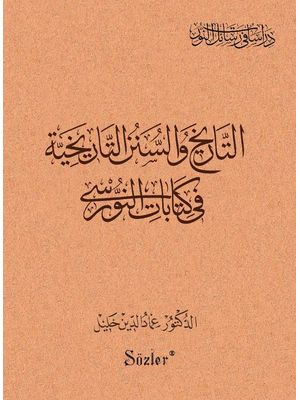 دراسات في رسائل النور
التاريخ والسنن التاريخية
في كتابات النورسي
الدكتور عماد الدين خليل
Sözler®